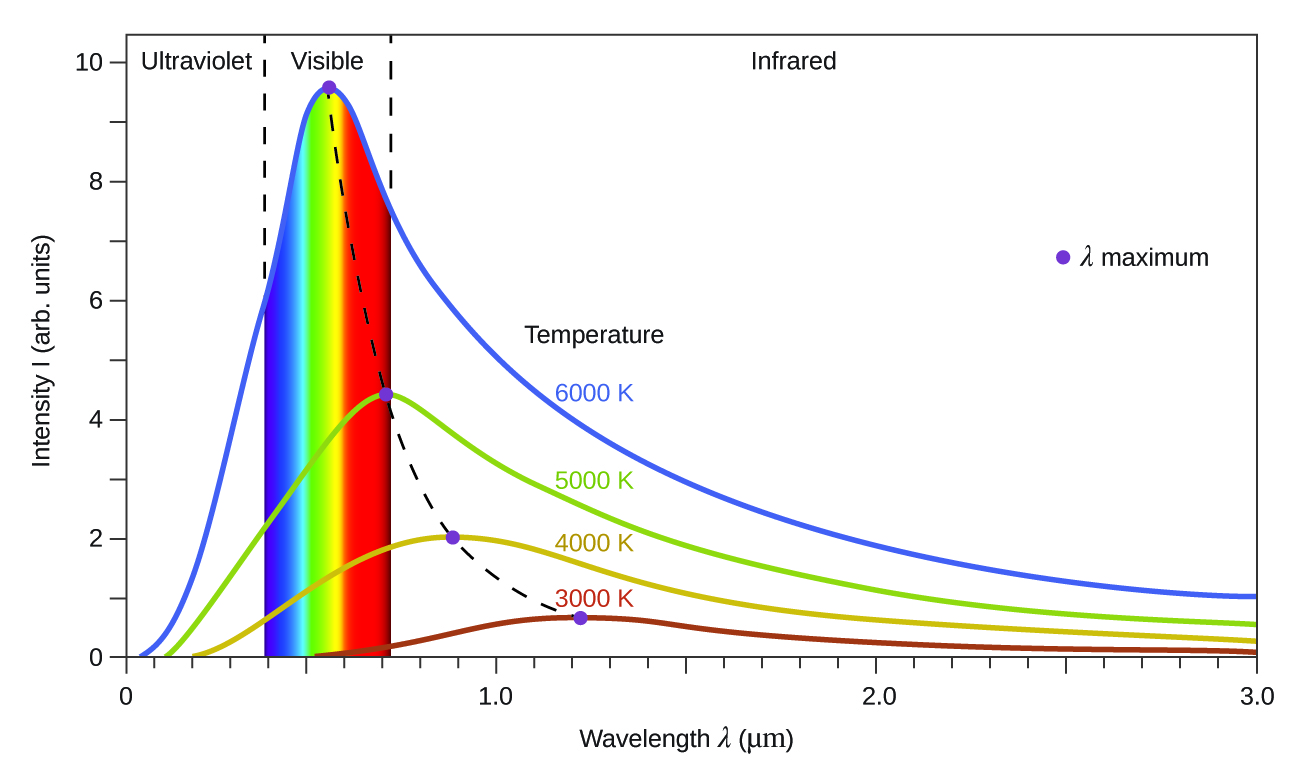 Ultraviolet Visible Infrared
10
8
6
4
2
0
Intensity I (arb. units)
λ maximum
Temperature
6000 K
5000 K
4000 K
3000 K
0 1.0 2.0 3.0
Wavelength λ (μm)